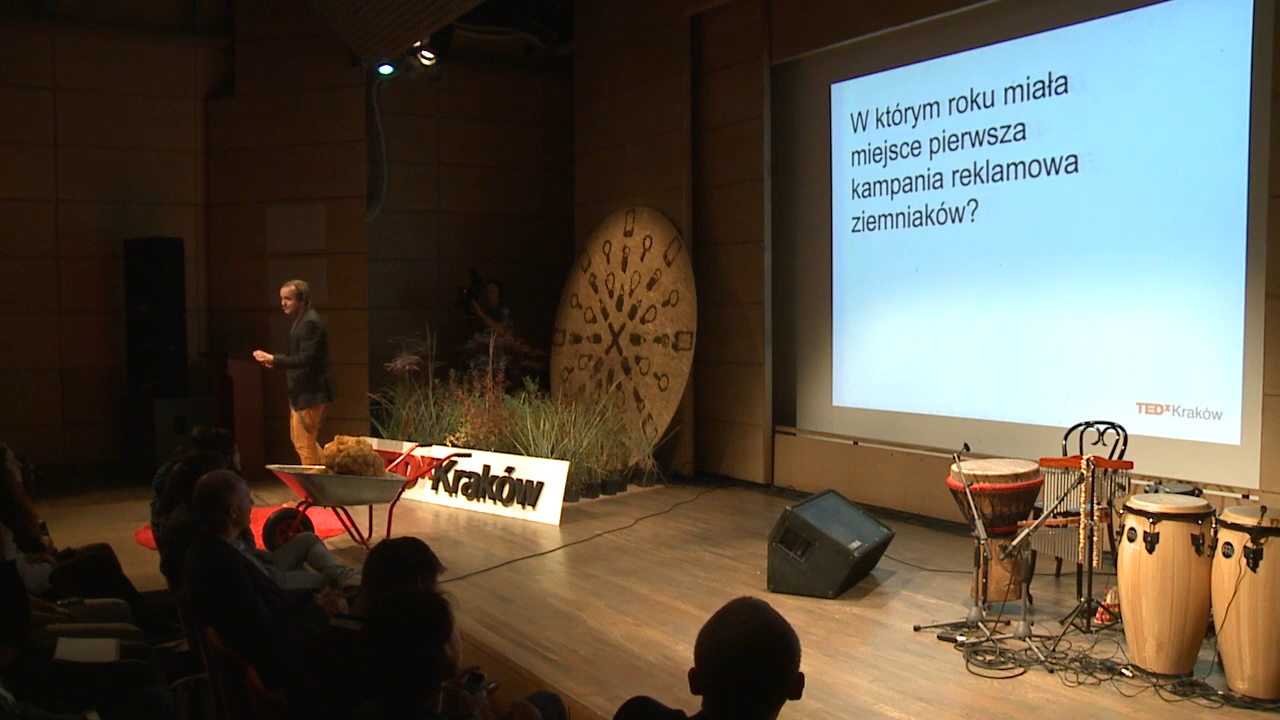 W którym roku miała
miejsce pierwsza
kampania reklamowa
ziemniaków?
TEDxKraków
Kraków